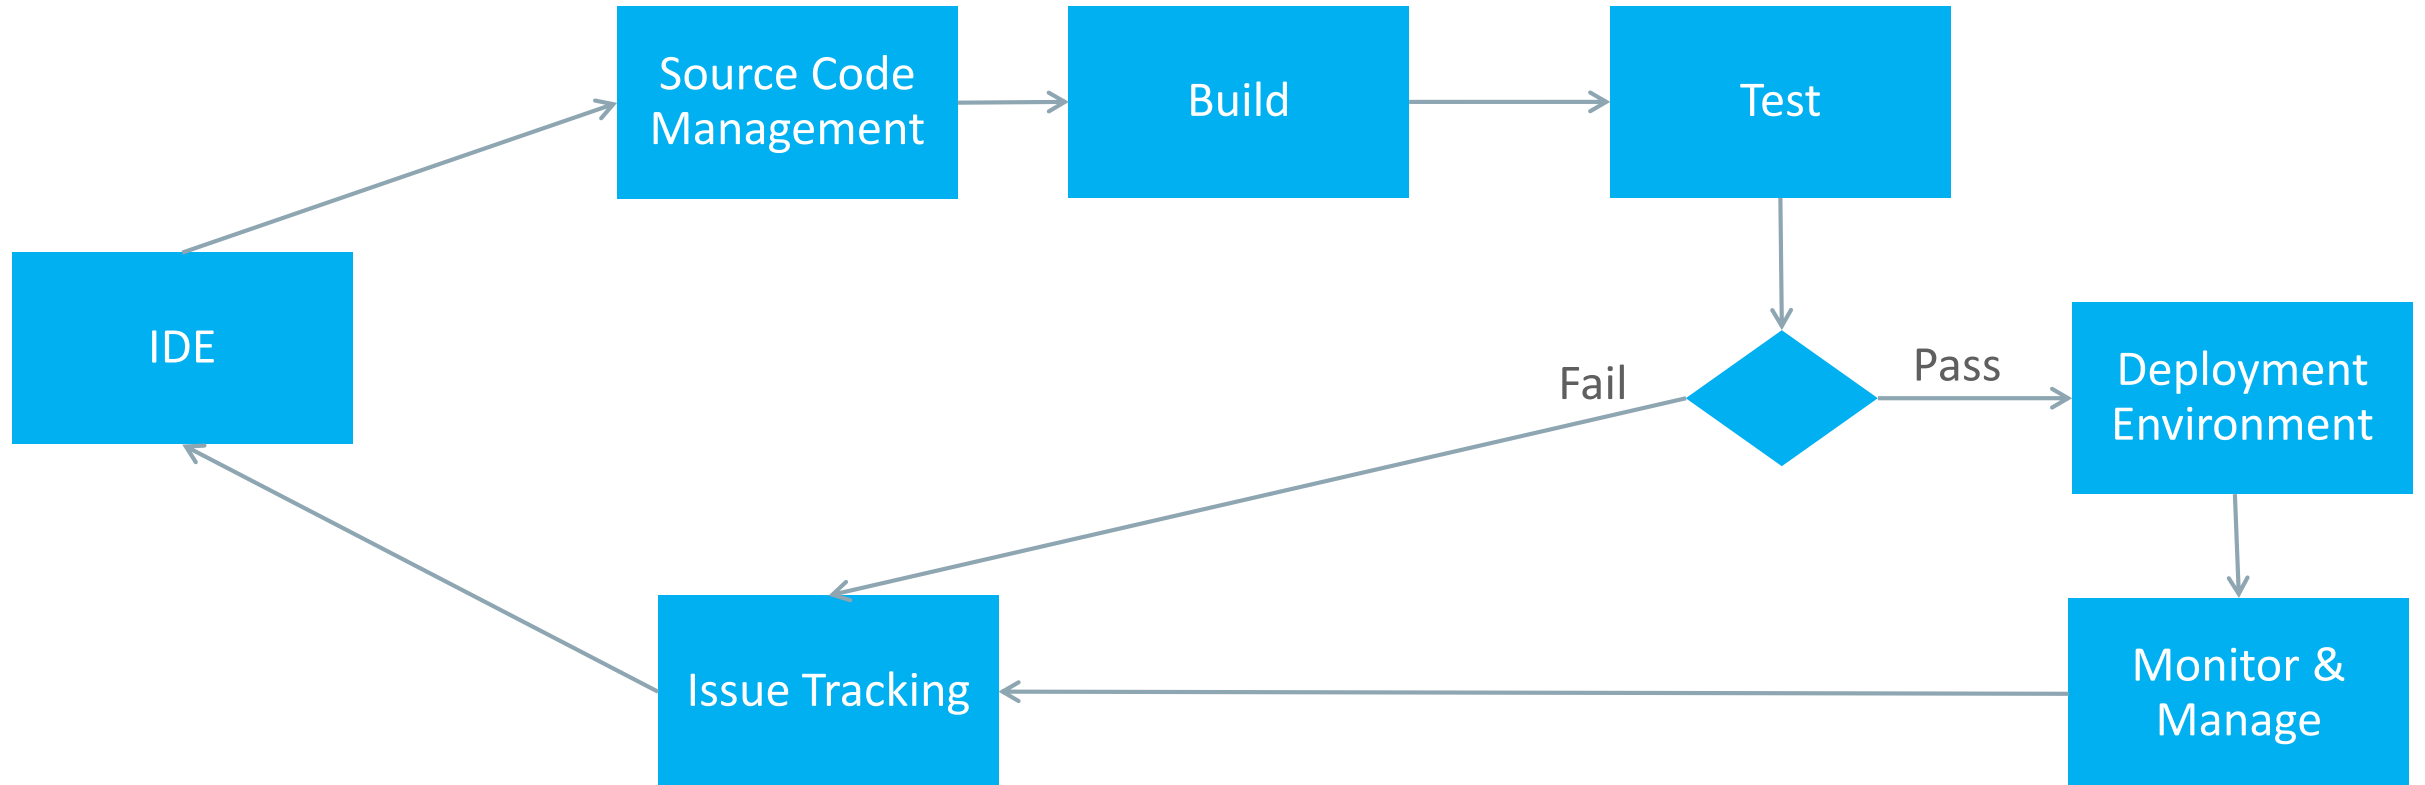 Source Code
Management
Build
Test
IDE
Fail
Pass
Deployment
Environment
Issue Tracking
Monitor &
Manage